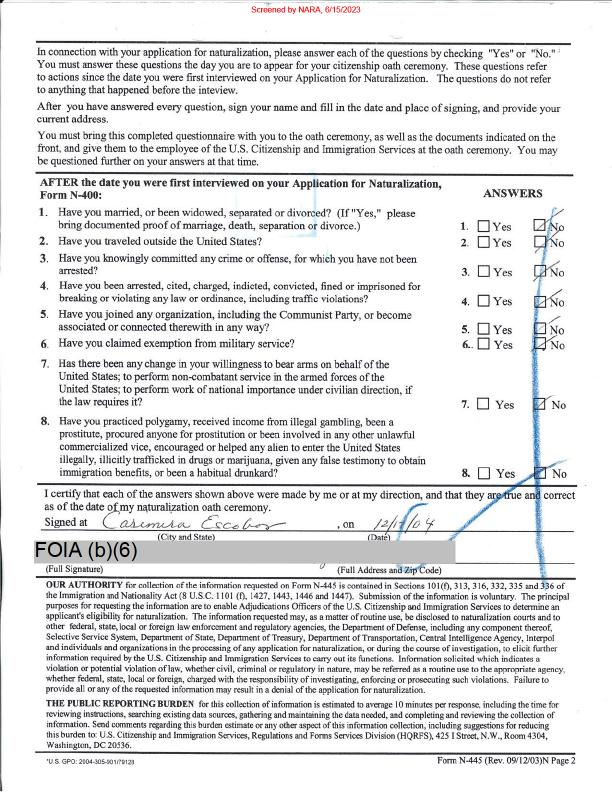 Screened by NARA, 6/15/2023
In connection with your application for naturalization, please answer each of the questions by checking "Yes" or "No."
You must answer these questions the day you are to appear for your citizenship oath ceremony. These questions refer
to actions since the date you were first interviewed on your Application for Naturalization. The questions do not refer
to anything that happened before the inteview.
After you have answered every question, sign your name and fill in the date and place of signing, and provide your
current address.
You must bring this completed questionnaire with you to the oath ceremony, as well as the documents indicated on the
front, and give them to the employee of the U.S. Citizenship and Immigration Services at the oath ceremony. You may
be questioned further on your answers at that time.
AFTER the date you were first interviewed on your Application for Naturalization,
Form N-400:
ANSWERS
1. Have you married, or been widowed, separated or divorced? (If "Yes," please
bring documented proof of marriage, death, separation or divorce.) 1. Yes No
2. Have you traveled outside the United States? 2. Yes No
3. Have you knowingly committed any crime or offense, for which you have not been
arrested? 3. Yes No
4. Have you been arrested, cited, charged, indicted, convicted, fined or imprisoned for
breaking or violating any law or ordinance, including traffic violations? 4. Yes No
5. Have you joined any organization, including the Communist Party, or become
associated or connected therewith in any way? 5. Yes No
6. Have you claimed exemption from military service? 6.. Yes No
7. Has there been any change in your willingness to bear arms on behalf of the
United States; to perform non-combatant service in the armed forces of the
United States; to perform work of national importance under civilian direction, if
the law requires it? 7. Yes No
8. Have you practiced polygamy, received income from illegal gambling, been a
prostitute, procured anyone for prostitution or been involved in any other unlawful
commercialized vice, encouraged or helped any alien to enter the United States
illegally, illicitly trafficked in drugs or marijuana, given any false testimony to obtain
immigration benefits, or been a habitual drunkard? 8. Yes No
I certify that each of the answers shown above were made by me or at my direction, and that they are true and correct
as of the date of my naturalization oath ceremony.
Signed at Casimira Escobar , on 12/17/04
(City and State) (Date)
FOIA (b)(6)
(Full Signature) (Full Address and Zip Code)
OUR AUTHORITY for collection of the information requested on Form N-445 is contained in Sections 101(f), 313, 316, 332, 335 and 336 of
the Immigration and Nationality Act (8 U.S.C. 1101 (f), 1427, 1443, 1446 and 1447). Submission of the information is voluntary. The principal
purposes for requesting the information are to enable Adjudications Officers of the U.S. Citizenship and Immigration Services to determine an
applicant's eligibility for naturalization. The information requested may, as a matter of routine use, be disclosed to naturalization courts and to
other federal, state, local or foreign law enforcement and regulatory agencies, the Department of Defense, including any component thereof,
Selective Service System, Department of State, Department of Treasury, Department of Transportation, Central Intelligence Agency, Interpol
and individuals and organizations in the processing of any application for naturalization, or during the course of investigation, to elicit further
information required by the U.S. Citizenship and Immigration Services to carry out its functions. Information solicited which indicates a
violation or potential violation of law, whether civil, criminal or regulatory in nature, may be referred as a routine use to the appropriate agency,
whether federal, state, local or foreign, charged with the responsibility of investigating, enforcing or prosecuting such violations. Failure to
provide all or any of the requested information may result in a denial of the application for naturalization.
THE PUBLIC REPORTING BURDEN for this collection of information is estimated to average 10 minutes per response, including the time for
reviewing instructions, searching existing data sources, gathering and maintaining the data needed, and completing and reviewing the collection of
information. Send comments regarding this burden estimate or any other aspect of this information collection, including suggestions for reducing
this burden to: U.S. Citizenship and Immigration Services, Regulations and Forms Services Division (HQRFS), 425 I Street, N.W., Room 4304,
Washington, DC 20536.
*U.S. GPO: 2004-305-901/79128
Form N-445 (Rev. 09/12/03)N Page 2